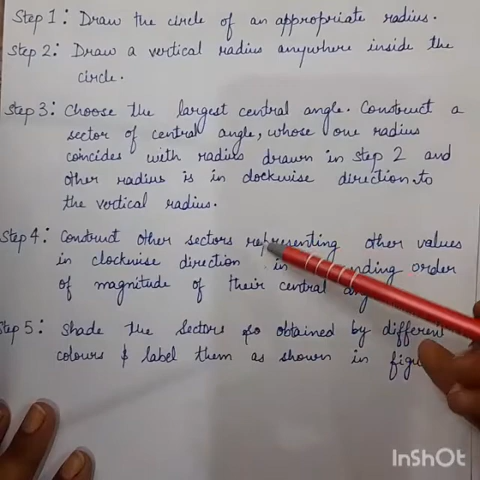 Step 1: Draw the circle of an appropriate radius.
Step 2: Draw a vertical radius anywhere inside the
circle.
Step 3: Choose the largest central angle. Construct a
sector of central angle, whose one radius
coincides with radius drawn in step 2 and
other radius is in clockwise direction to
the vertical radius.
Step 4: Construct other sectors representing other values
in clockwise direction in nding order
of magnitude of their central ang
Step 5: Shade the sectors so obtained by different
colours & label them as shown in figu
InShOt